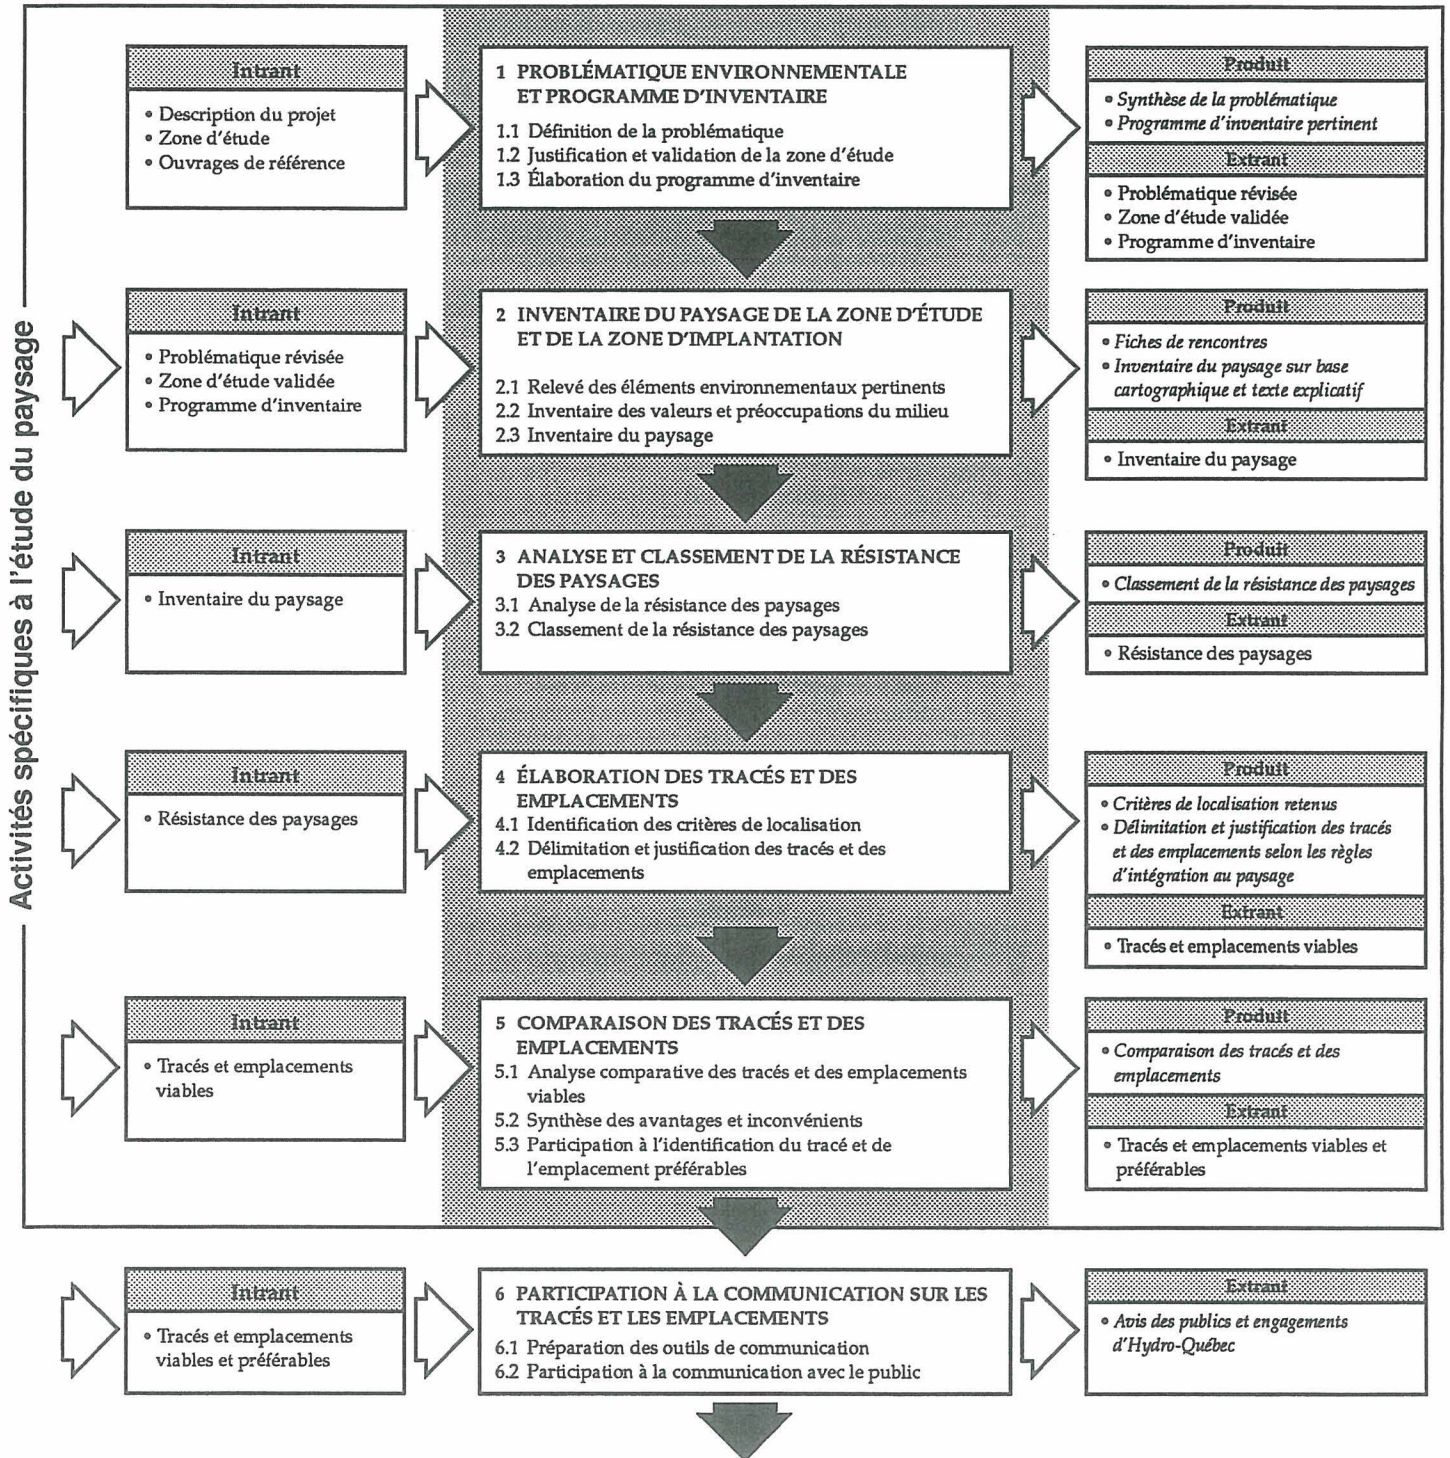 Activités spécifiques à l'étude du paysage
Intrant
• Description du projet
• Zone d'étude
• Ouvrages de référence
1 PROBLÉMATIQUE ENVIRONNEMENTALE
ET PROGRAMME D'INVENTAIRE
1.1 Définition de la problématique
1.2 Justification et validation de la zone d'étude
1.3 Élaboration du programme d'inventaire
Produit
• Synthèse de la problématique
• Programme d'inventaire pertinent
Extrant
• Problématique révisée
• Zone d'étude validée
• Programme d'inventaire
Intrant
• Problématique révisée
• Zone d'étude validée
• Programme d'inventaire
2 INVENTAIRE DU PAYSAGE DE LA ZONE D'ÉTUDE
ET DE LA ZONE D'IMPLANTATION
2.1 Relevé des éléments environnementaux pertinents
2.2 Inventaire des valeurs et préoccupations du milieu
2.3 Inventaire du paysage
Produit
• Fiches de rencontres
• Inventaire du paysage sur base
cartographique et texte explicatif
Extrant
• Inventaire du paysage
Intrant
• Inventaire du paysage
3 ANALYSE ET CLASSEMENT DE LA RÉSISTANCE
DES PAYSAGES
3.1 Analyse de la résistance des paysages
3.2 Classement de la résistance des paysages
Produit
• Classement de la résistance des paysages
Extrant
• Résistance des paysages
Intrant
• Résistance des paysages
4 ÉLABORATION DES TRACÉS ET DES
EMPLACEMENTS
4.1 Identification des critères de localisation
4.2 Délimitation et justification des tracés et des
emplacements
Produit
• Critères de localisation retenus
• Délimitation et justification des tracés
et des emplacements selon les règles
d'intégration au paysage
Extrant
• Tracés et emplacements viables
Intrant
• Tracés et emplacements
viables
5 COMPARAISON DES TRACÉS ET DES
EMPLACEMENTS
5.1 Analyse comparative des tracés et des emplacements
viables
5.2 Synthèse des avantages et inconvénients
5.3 Participation à l'identification du tracé et de
l'emplacement préférables
Produit
• Comparaison des tracés et des
emplacements
Extrant
• Tracés et emplacements viables et
préférables
Intrant
• Tracés et emplacements
viables et préférables
6 PARTICIPATION À LA COMMUNICATION SUR LES
TRACÉS ET LES EMPLACEMENTS
6.1 Préparation des outils de communication
6.2 Participation à la communication avec le public
Extrant
• Avis des publics et engagements
d'Hydro-Québec